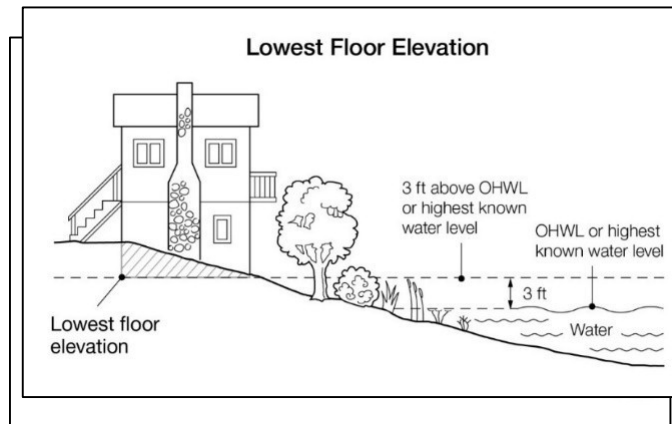 Lowest Floor Elevation
3 ft above OHWL
or highest known
water level
OHWL or highest
known water level
3 ft
Water
Lowest floor
elevation